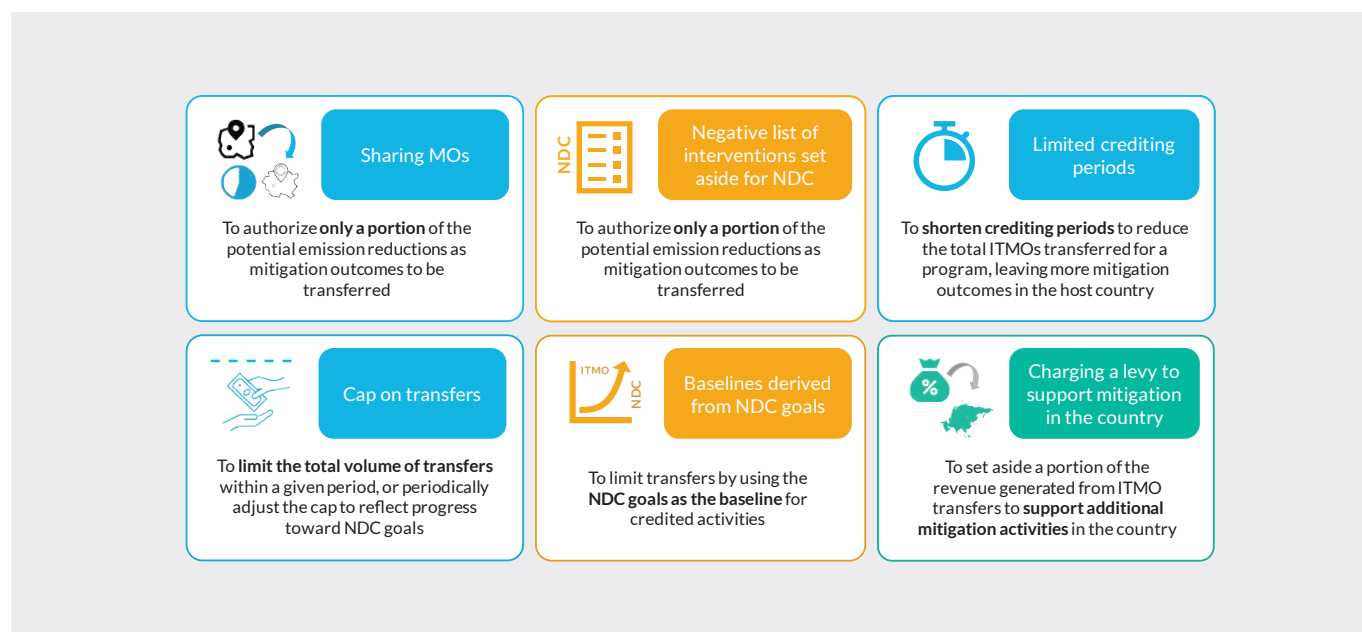 Sharing MOs
To authorize only a portion of the
potential emission reductions as
mitigation outcomes to be
transferred
NDC
Negative list of
interventions set
aside for NDC
To authorize only a portion of the
potential emission reductions as
mitigation outcomes to be
transferred
Limited crediting
periods
To shorten crediting periods to reduce
the total ITMOs transferred for a
program, leaving more mitigation
outcomes in the host country
Cap on transfers
To limit the total volume of transfers
within a given period, or periodically
adjust the cap to reflect progress
toward NDC goals
ITMO
NDC
Baselines derived
from NDC goals
To limit transfers by using the
NDC goals as the baseline for
credited activities
%
Charging a levy to
support mitigation
in the country
To set aside a portion of the
revenue generated from ITMO
transfers to support additional
mitigation activities in the country